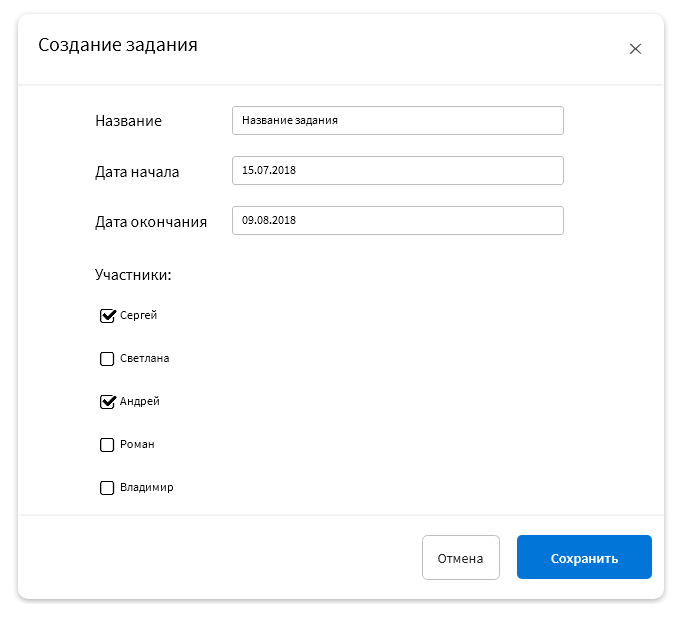 Создание задания
Название
Название задания
Дата начала
15.07.2018
Дата окончания
09.08.2018
Участники:
Сергей
Светлана
Андрей
Роман
Владимир
Отмена
Сохранить